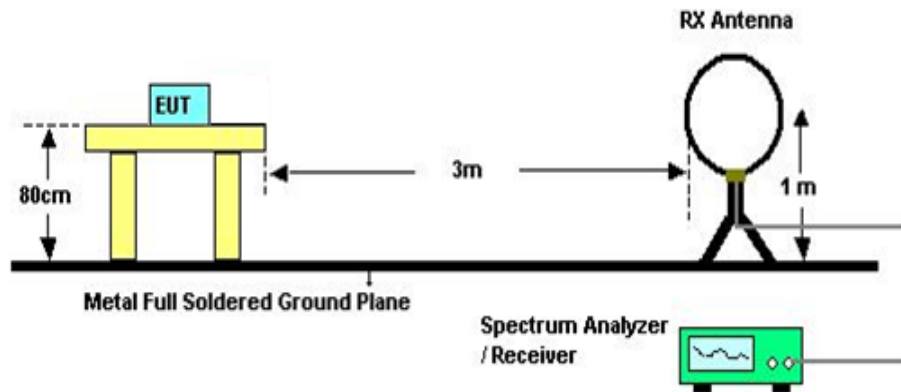 RX Antenna
EUT
3m
80cm
1 m
Metal Full Soldered Ground Plane
Spectrum Analyzer
/ Receiver